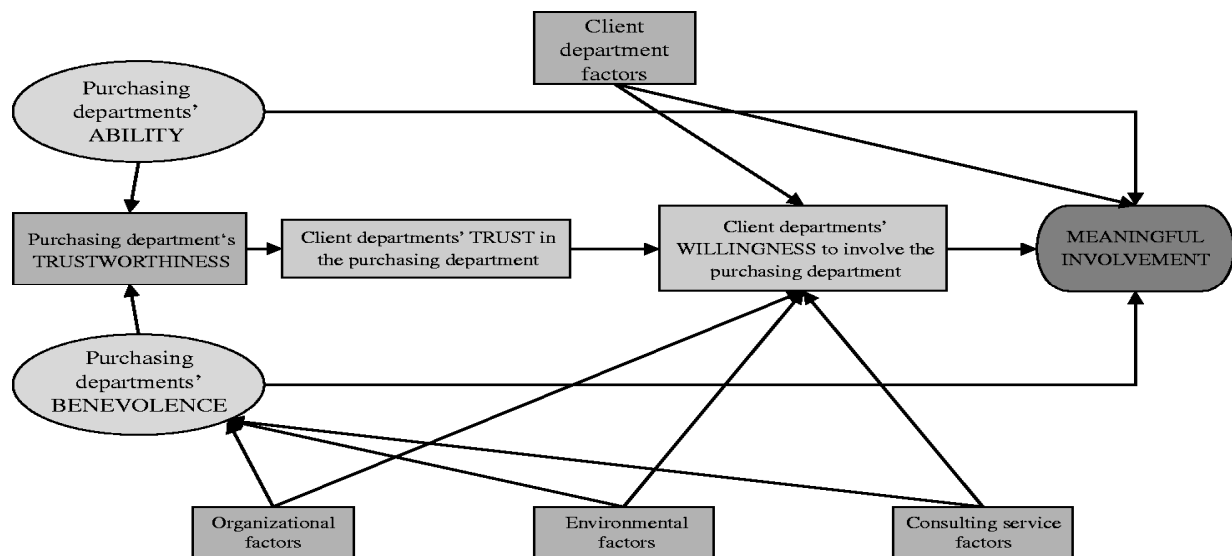 Client
department
factors
Purchasing
departments’
ABILITY
Purchasing department‘s
TRUSTWORTHINESS
Client departments’ TRUST in
the purchasing department
Client departments’
WILLINGNESS to involve the
purchasing department
MEANINGFUL
INVOLVEMENT
Purchasing
departments’
BENEVOLENCE
Organizational
factors
Environmental
factors
Consulting service
factors